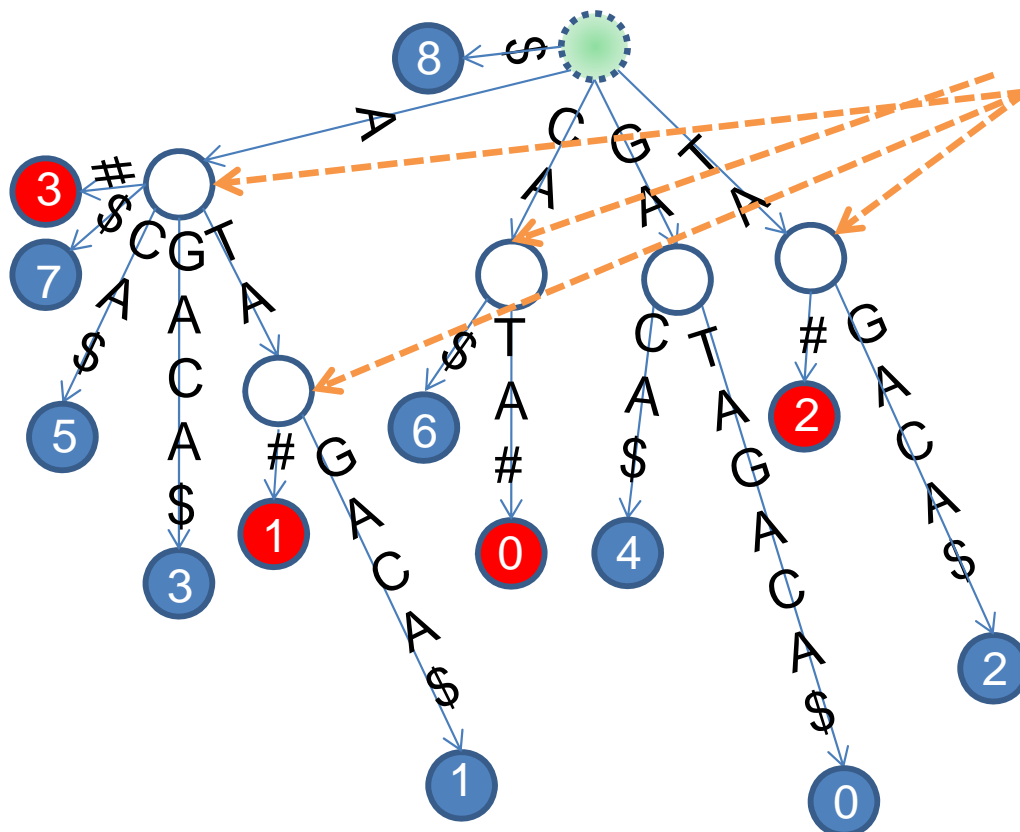 8 $
A C G T
3 # A A A
7 $ C G T
A A A T C T # G
$ C # $ A A T 2 A
5 A G 6 # $ G C
$ 1 A 0 4 A A
3 C C $
A A 2
$ $
1 0